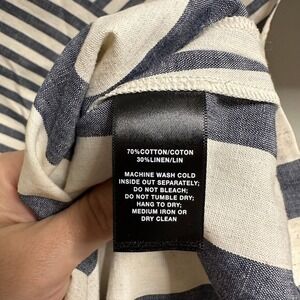 70%COTTON/COTON
30%LINEN/LIN
MACHINE WASH COLD
INSIDE OUT SEPARATELY;
DO NOT BLEACH;
DO NOT TUMBLE DRY;
HANG TO DRY;
MEDIUM IRON OR
DRY CLEAN